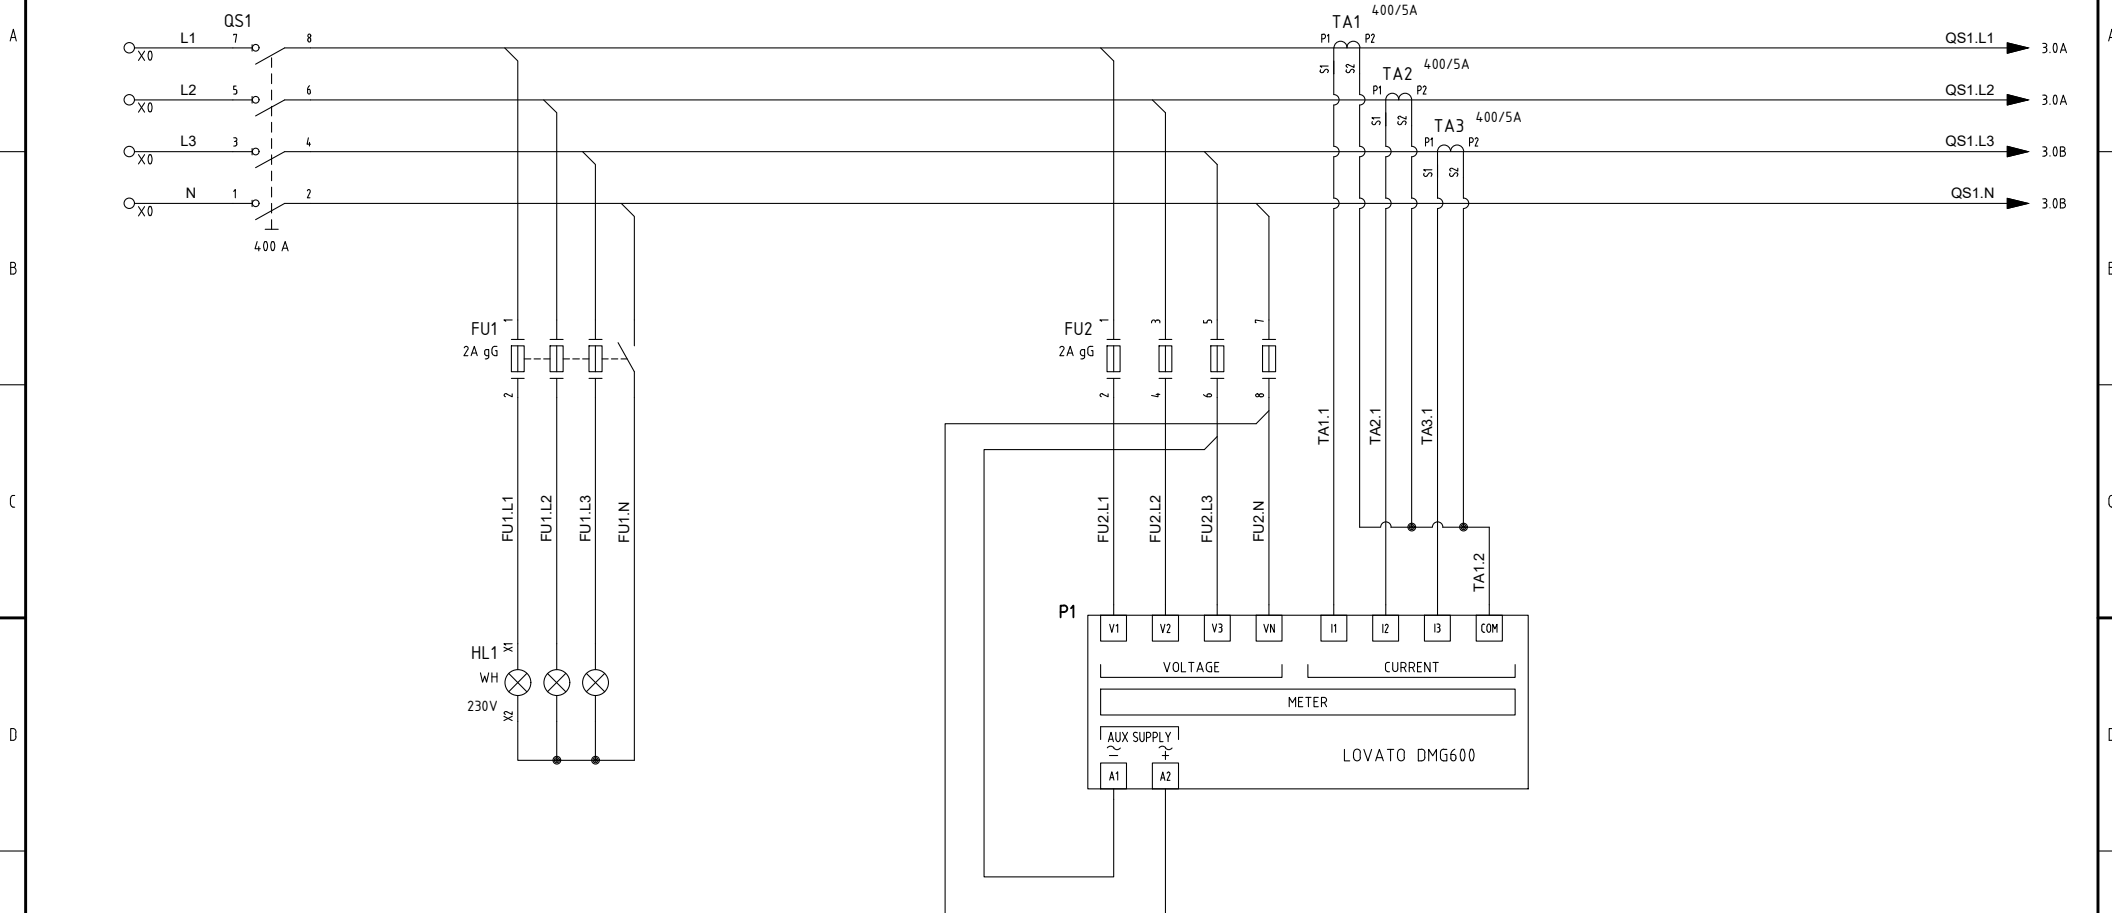 A
QS1
L1 7 8
X0
L2 5 6
X0
L3 3 4
X0
N 1 2
X0
400 A
TA1 400/5A
P1 P2
S1 S2
TA2 400/5A
P1 P2
S1 S2
TA3 400/5A
P1 P2
S1 S2
QS1.L1 3.0A
QS1.L2 3.0A
QS1.L3 3.0B
QS1.N 3.0B
B
FU1
2A gG
1
2
FU2
2A gG
1 3 5 7
2 4 6 8
TA1.1 TA2.1 TA3.1
C
FU1.L1 FU1.L2 FU1.L3 FU1.N
FU2.L1 FU2.L2 FU2.L3 FU2.N
TA1.2
P1
V1 V2 V3 VN I1 I2 I3 COM
VOLTAGE CURRENT
METER
AUX SUPPLY
~ ~
− +
A1 A2
LOVATO DMG600
HL1
WH
230V
X1
X2
D